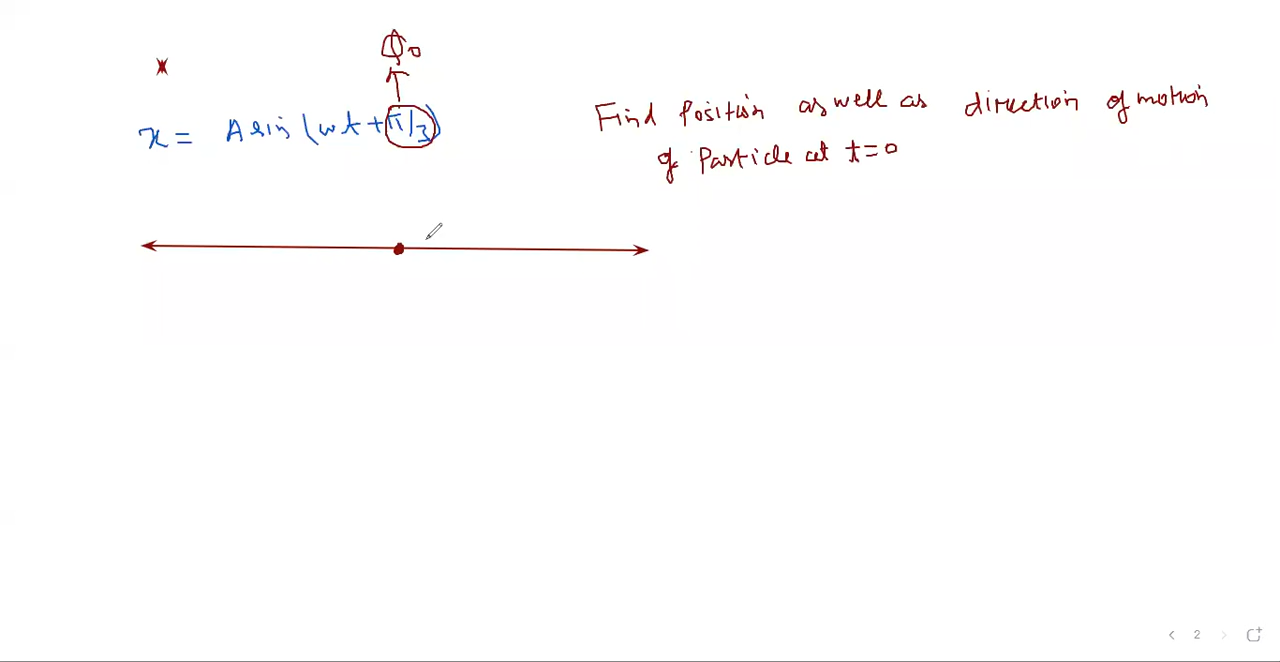 Φ₀
x = A sin (ωt + π/3)
Find Position as well as direction of motion
of Particle at t=0
2